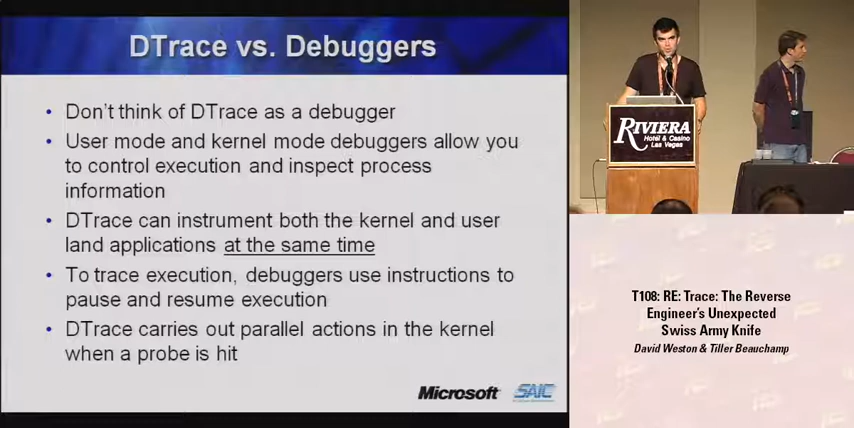 DTrace vs. Debuggers
• Don't think of DTrace as a debugger
• User mode and kernel mode debuggers allow you
to control execution and inspect process
information
• DTrace can instrument both the kernel and user
land applications at the same time
• To trace execution, debuggers use instructions to
pause and resume execution
• DTrace carries out parallel actions in the kernel
when a probe is hit
Microsoft
SAIC
RIVIERA
Hotel & Casino
Las Vegas
T108: RE: Trace: The Reverse
Engineer's Unexpected
Swiss Army Knife
David Weston & Tiller Beauchamp